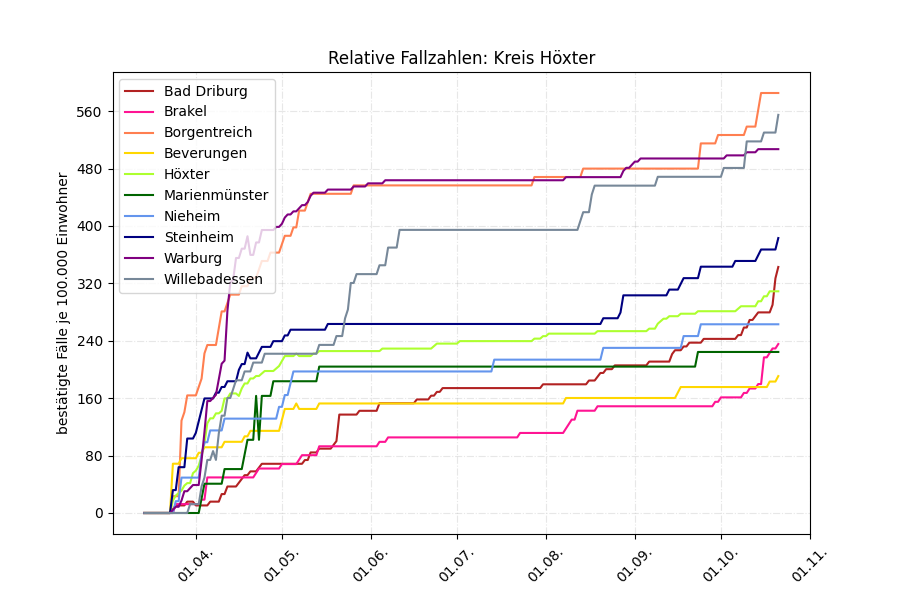 Relative Fallzahlen: Kreis Höxter
bestätigte Fälle je 100.000 Einwohner
560
480
400
320
240
160
80
0
Bad Driburg
Brakel
Borgentreich
Beverungen
Höxter
Marienmünster
Nieheim
Steinheim
Warburg
Willebadessen
01.04.
01.05.
01.06.
01.07.
01.08.
01.09.
01.10.
01.11.